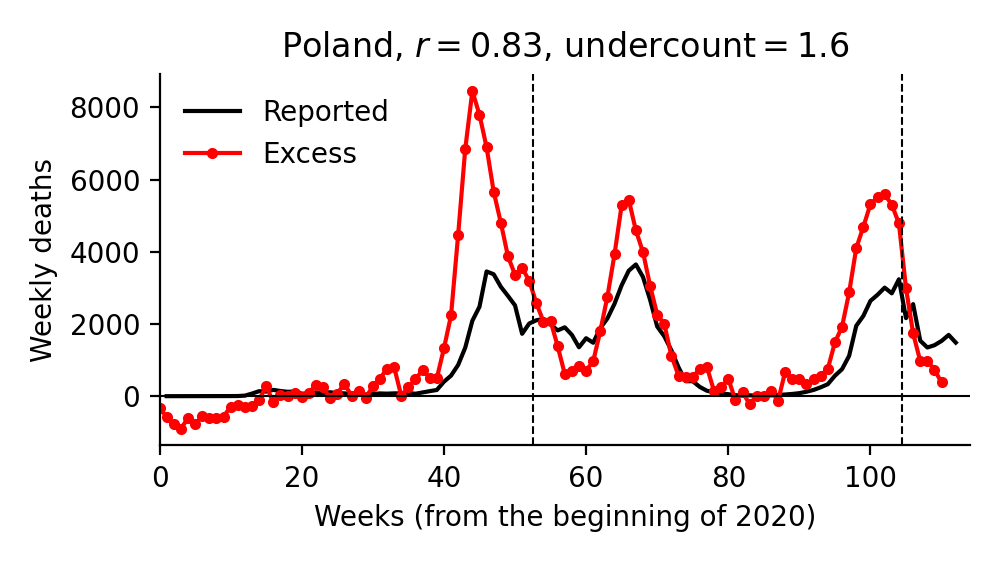 Poland, r = 0.83, undercount = 1.6
Weekly deaths
8000
6000
4000
2000
0
Reported
Excess
0 20 40 60 80 100
Weeks (from the beginning of 2020)